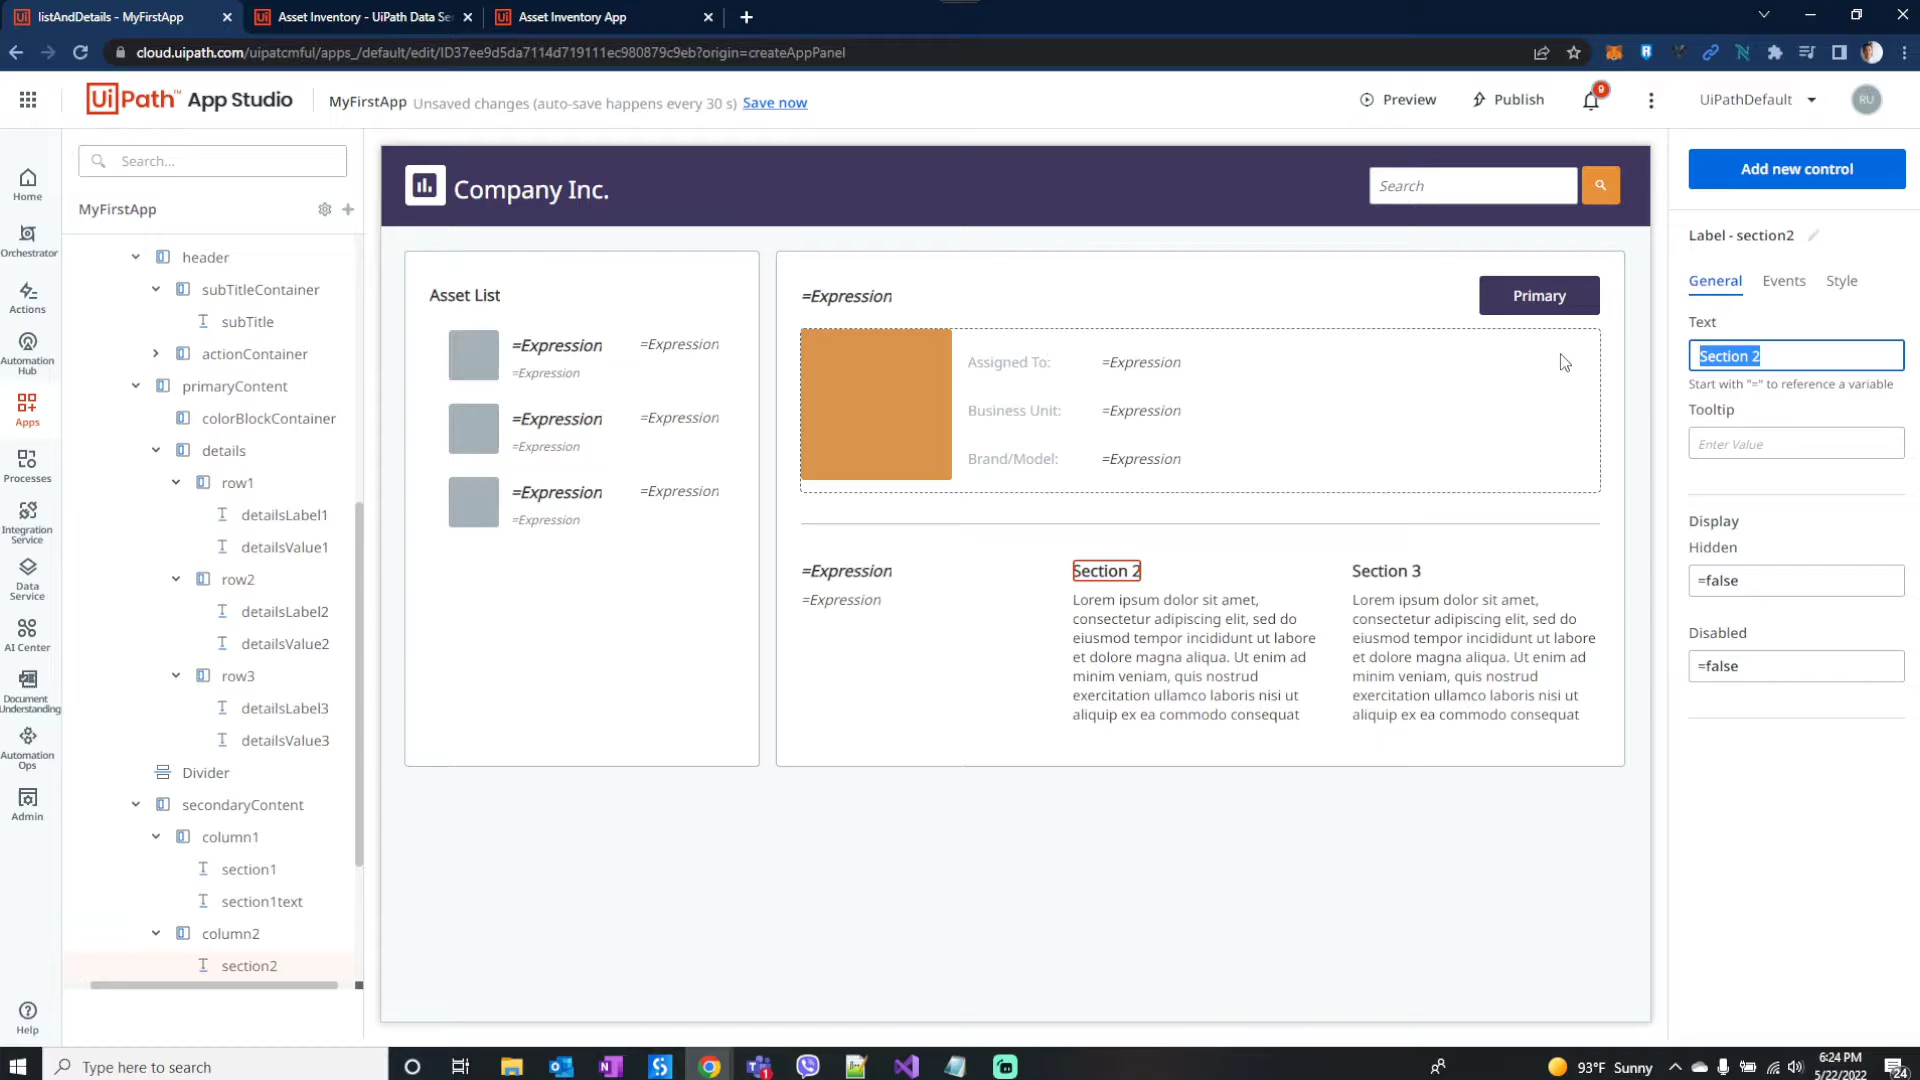 listAndDetails - MyFirstApp
Asset Inventory - UiPath Data Se
Asset Inventory App
cloud.uipath.com/uipatcmful/apps_/default/edit/ID37ee9d5da7114d719111ec980879c9eb?origin=createAppPanel
UiPath™ App Studio
MyFirstApp
Unsaved changes (auto-save happens every 30 s) Save now
Preview
Publish
9
UiPathDefault
RU
Home
Orchestrator
Actions
Automation Hub
Apps
Processes
Integration Service
Data Service
AI Center
Document Understanding
Automation Ops
Admin
Help
Search...
MyFirstApp
header
subTitleContainer
subTitle
actionContainer
primaryContent
colorBlockContainer
details
row1
detailsLabel1
detailsValue1
row2
detailsLabel2
detailsValue2
row3
detailsLabel3
detailsValue3
Divider
secondaryContent
column1
section1
section1text
column2
section2
Company Inc.
Search
Asset List
=Expression =Expression
=Expression
=Expression =Expression
=Expression
=Expression =Expression
=Expression
=Expression
Primary
Assigned To: =Expression
Business Unit: =Expression
Brand/Model: =Expression
=Expression
=Expression
Section 2
Lorem ipsum dolor sit amet,
consectetur adipiscing elit, sed do
eiusmod tempor incididunt ut labore
et dolore magna aliqua. Ut enim ad
minim veniam, quis nostrud
exercitation ullamco laboris nisi ut
aliquip ex ea commodo consequat
Section 3
Lorem ipsum dolor sit amet,
consectetur adipiscing elit, sed do
eiusmod tempor incididunt ut labore
et dolore magna aliqua. Ut enim ad
minim veniam, quis nostrud
exercitation ullamco laboris nisi ut
aliquip ex ea commodo consequat
Add new control
Label - section2
General Events Style
Text
Section 2
Start with "=" to reference a variable
Tooltip
Enter Value
Display
Hidden
=false
Disabled
=false
Type here to search
93°F Sunny
6:24 PM
5/22/2022
24